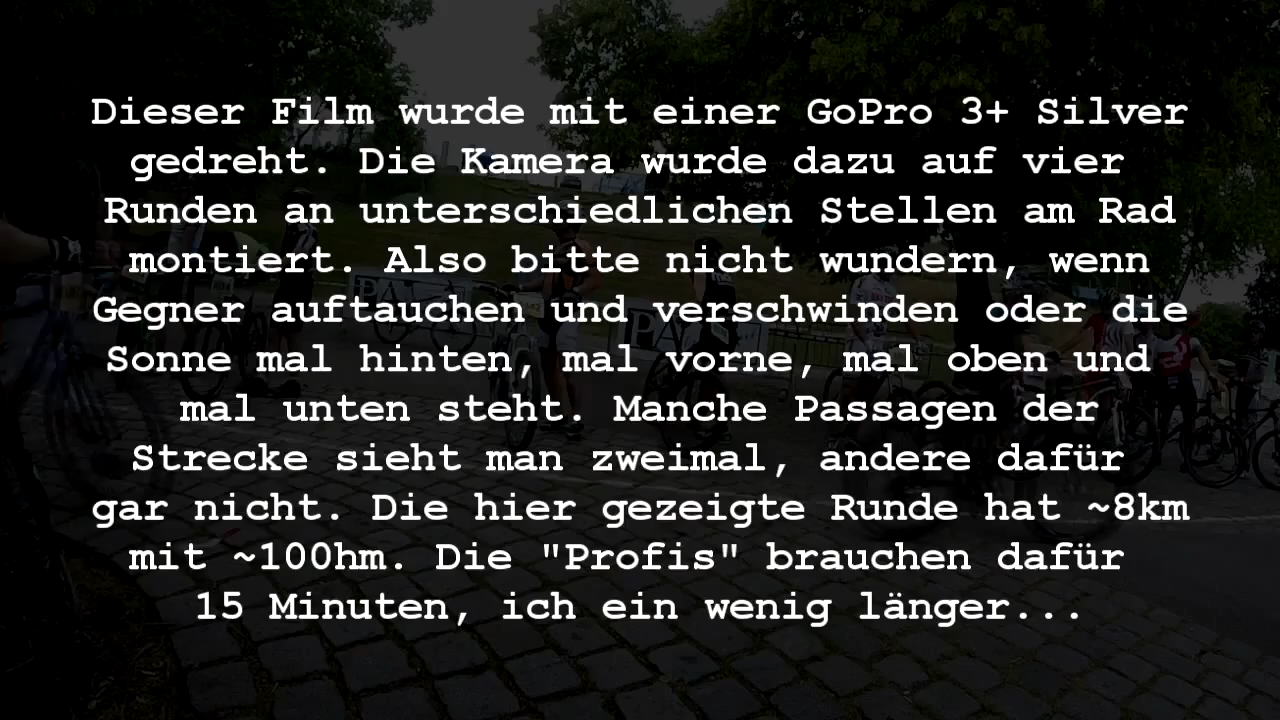 Dieser Film wurde mit einer GoPro 3+ Silver
gedreht. Die Kamera wurde dazu auf vier
Runden an unterschiedlichen Stellen am Rad
montiert. Also bitte nicht wundern, wenn
Gegner auftauchen und verschwinden oder die
Sonne mal hinten, mal vorne, mal oben und
mal unten steht. Manche Passagen der
Strecke sieht man zweimal, andere dafür
gar nicht. Die hier gezeigte Runde hat ~8km
mit ~100hm. Die "Profis" brauchen dafür
15 Minuten, ich ein wenig länger...